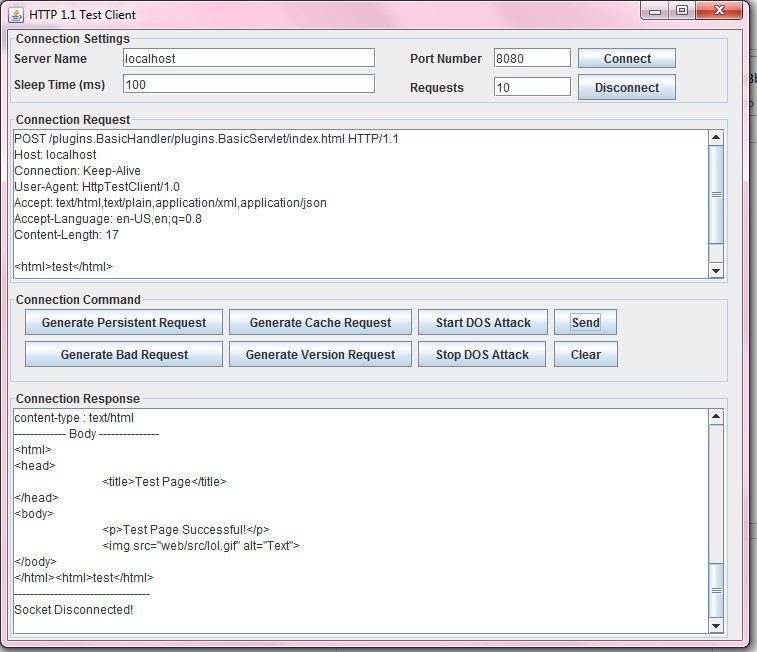 HTTP 1.1 Test Client
Connection Settings
Server Name localhost Port Number 8080 Connect
Sleep Time (ms) 100 Requests 10 Disconnect
Connection Request
POST /plugins.BasicHandler/plugins.BasicServlet/index.html HTTP/1.1
Host: localhost
Connection: Keep-Alive
User-Agent: HttpTestClient/1.0
Accept: text/html,text/plain,application/xml,application/json
Accept-Language: en-US,en;q=0.8
Content-Length: 17
<html>test</html>
Connection Command
Generate Persistent Request Generate Cache Request Start DOS Attack Send
Generate Bad Request Generate Version Request Stop DOS Attack Clear
Connection Response
content-type : text/html
------------- Body ---------------
<html>
<head>
<title>Test Page</title>
</head>
<body>
<p>Test Page Successful!</p>
<img src="web/src/lol.gif" alt="Text">
</body>
</html><html>test</html>
----------------------------------
Socket Disconnected!